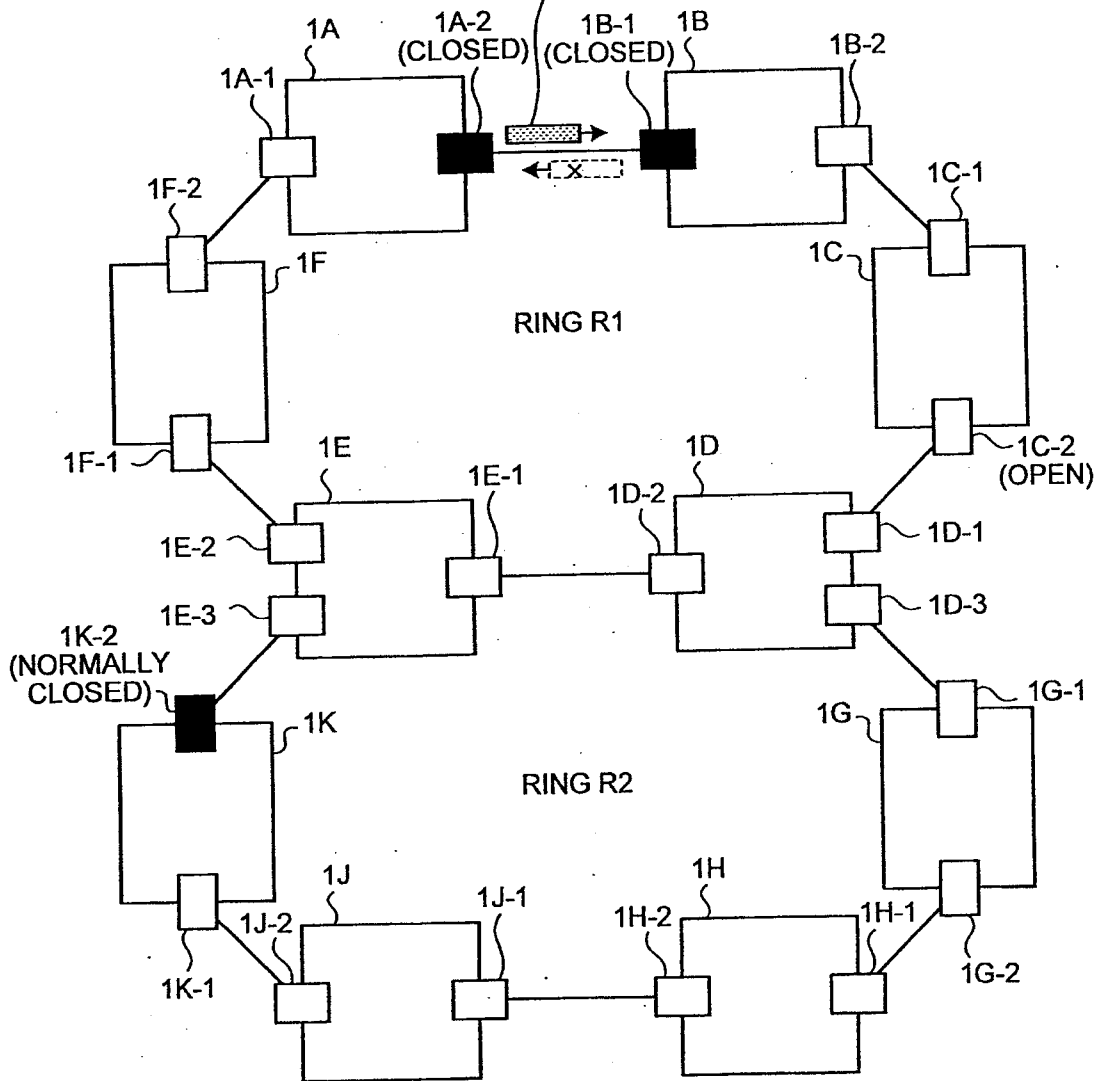 1A
1A-2
(CLOSED)
1B-1
(CLOSED)
1B
1B-2
1A-1
1F-2
1C-1
1F
1C
RING R1
1F-1
1C-2
(OPEN)
1E
1E-1
1D-2
1D
1E-2
1D-1
1E-3
1D-3
1K-2
(NORMALLY
CLOSED)
1K
1G
1G-1
RING R2
1J
1J-1
1H
1J-2
1H-2
1H-1
1K-1
1G-2
X